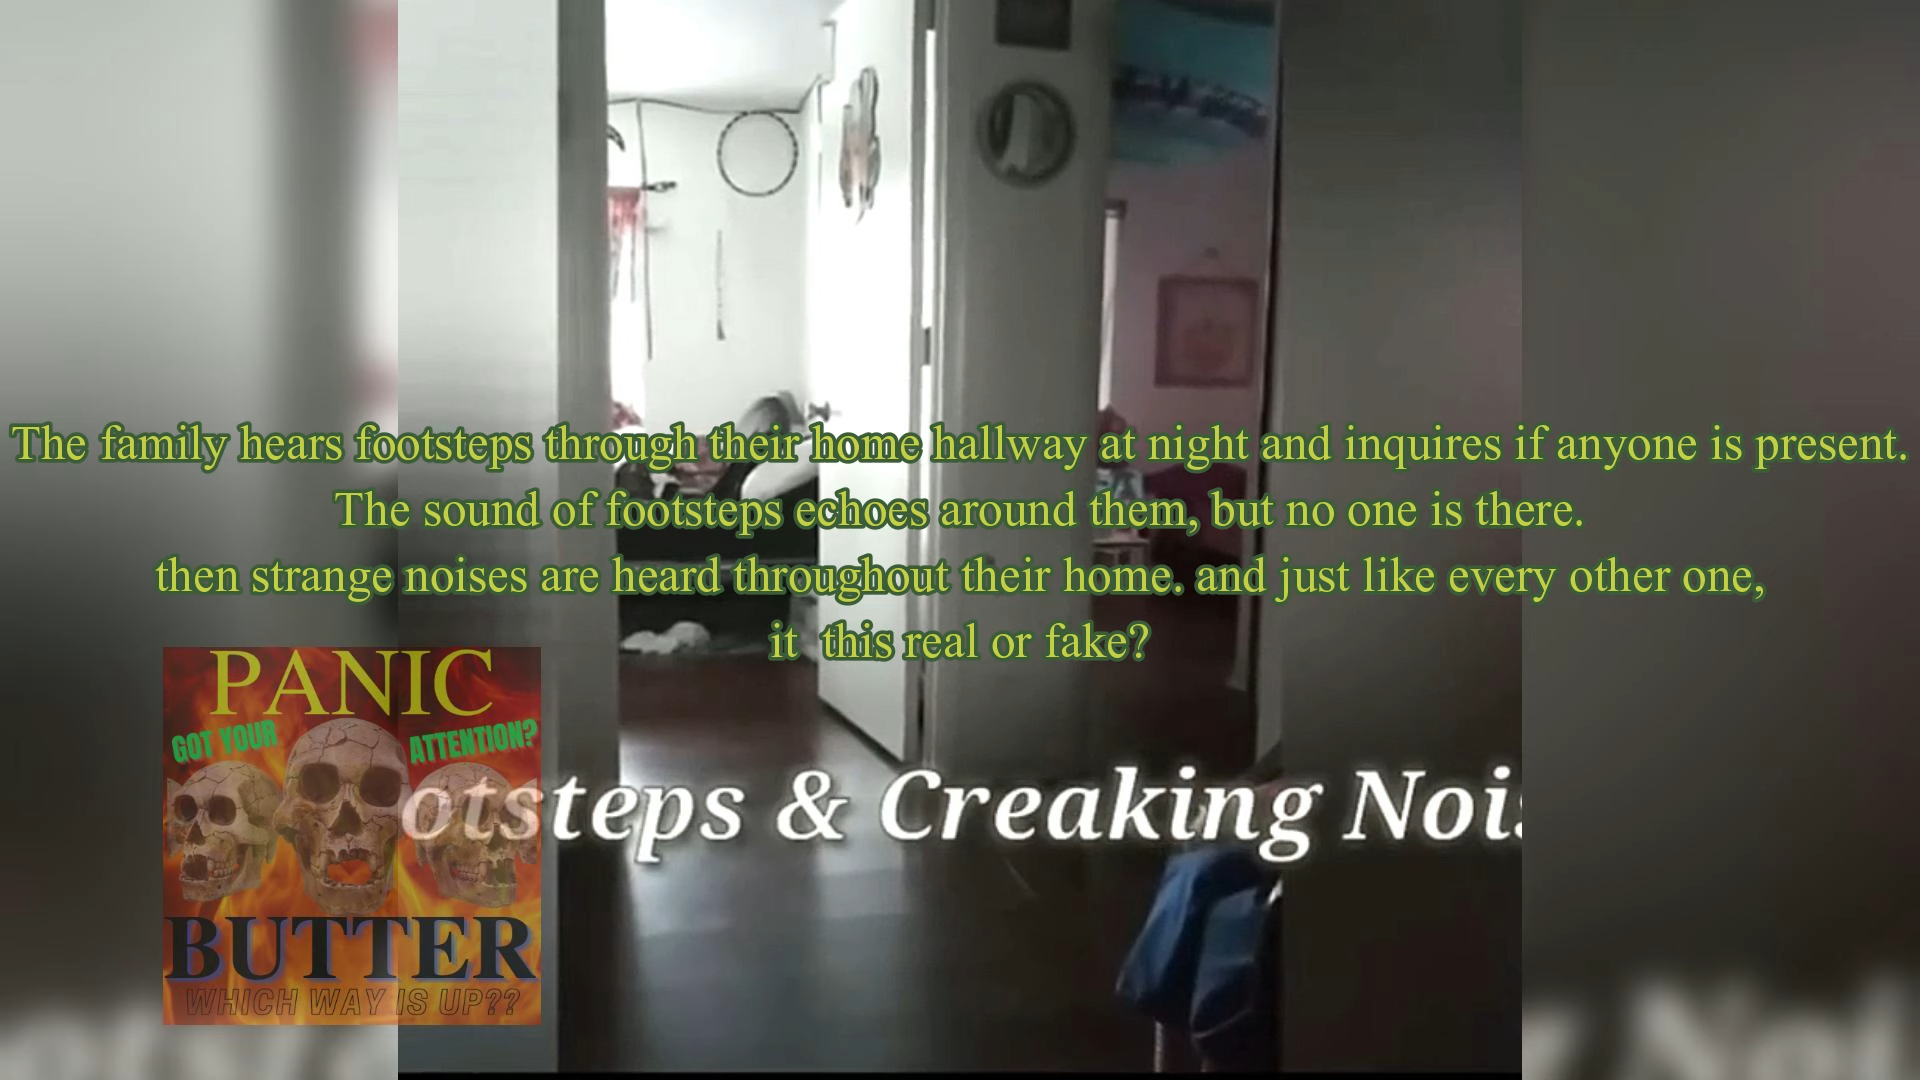 The family hears footsteps through their home hallway at night and inquires if anyone is present.
The sound of footsteps echoes around them, but no one is there.
then strange noises are heard throughout their home. and just like every other one,
it  this real or fake?
PANIC
GOT YOUR ATTENTION?
otsteps & Creaking Nois
BUTTER
WHICH WAY IS UP??